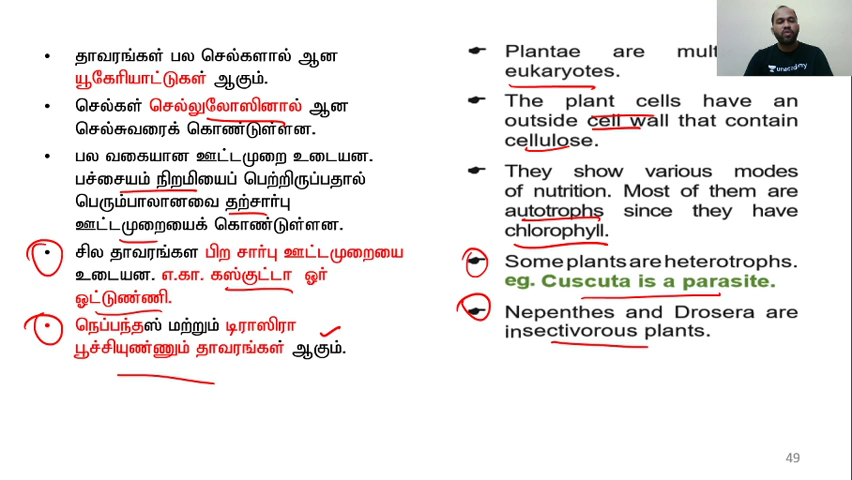 தாவரங்கள் பல செல்களால் ஆன
யூகேரியாட்டுகள் ஆகும்.
செல்கள் செல்லுலோஸினால் ஆன
செல்சுவரைக் கொண்டுள்ளன.
பல வகையான ஊட்டமுறை உடையன.
பச்சையம் நிறமியைப் பெற்றிருப்பதால்
பெரும்பாலானவை தற்சார்பு
ஊட்டமுறையைக் கொண்டுள்ளன.
சில தாவரங்கள பிற சார்பு ஊட்டமுறையை
உடையன. எ.கா. கஸ்குட்டா ஓர்
ஓட்டுண்ணி.
நெப்பந்தஸ் மற்றும் டிராஸிரா
பூச்சியுண்ணும் தாவரங்கள் ஆகும்.
Plantae are
eukaryotes.
The plant cells have an
outside cell wall that contain
cellulose.
They show various modes
of nutrition. Most of them are
autotrophs since they have
chlorophyll.
Some plants are heterotrophs.
eg. Cuscuta is a parasite.
Nepenthes and Drosera are
insectivorous plants.
unacademy
49